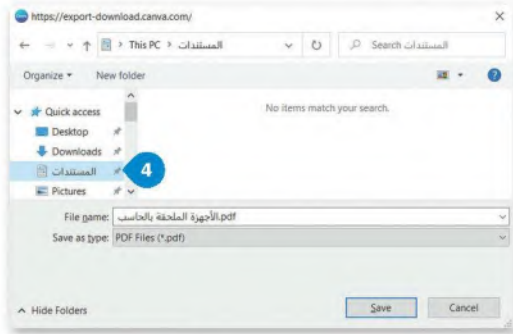 https://export-download.canva.com/
This PC > المستندات
Search المستندات
Organize
New folder
No items match your search.
Quick access
Desktop
Downloads
المستندات
4
Pictures
File name: الأجهزة الملحقة بالحاسب.pdf
Save as type: PDF Files (*.pdf)
Hide Folders
Save
Cancel